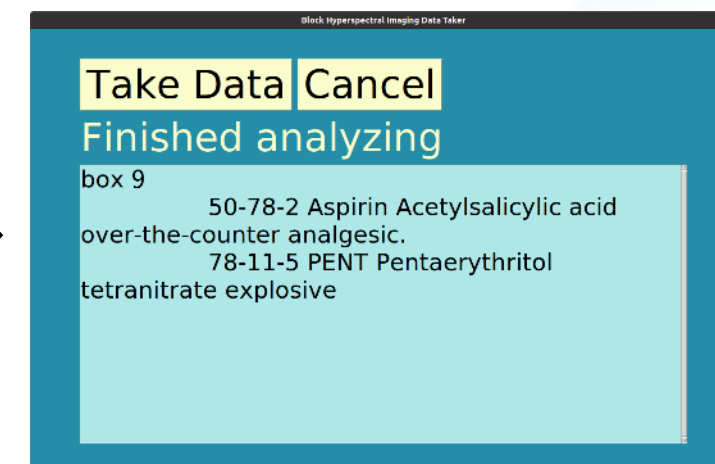 Block Hyperspectral Imaging Data Taker
Take Data Cancel
Finished analyzing
box 9
50-78-2 Aspirin Acetylsalicylic acid
over-the-counter analgesic.
78-11-5 PENT Pentaerythritol
tetranitrate explosive